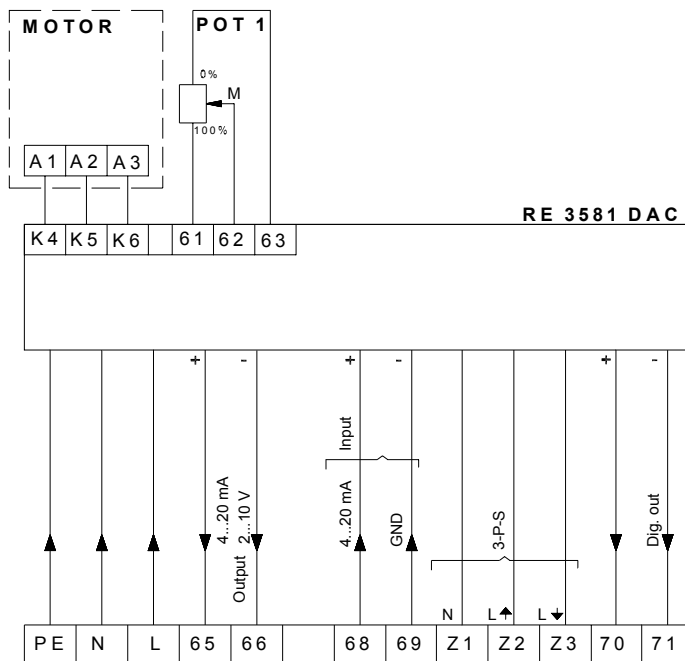 MOTOR
POT 1
0%
M
100%
A1 A2 A3
RE 3581 DAC
K4 K5 K6 61 62 63
+ - + - + -
4...20 mA
2...10 V
Output
Input
4...20 mA
GND
3-P-S
Dig. out
N L L
PE N L 65 66 68 69 Z1 Z2 Z3 70 71